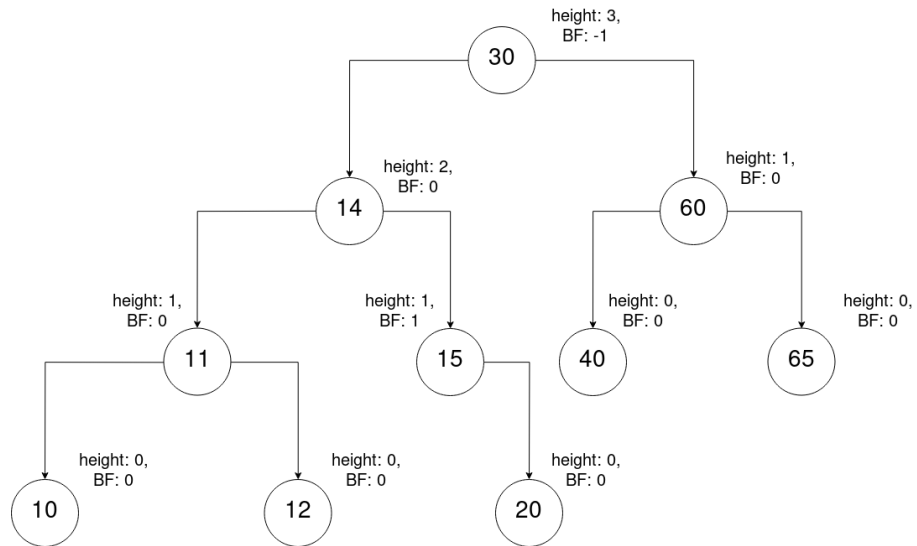 height: 3,
BF: -1
30
height: 2,
BF: 0
14
height: 1,
BF: 0
60
height: 1,
BF: 0
11
height: 1,
BF: 1
15
height: 0,
BF: 0
40
height: 0,
BF: 0
65
height: 0,
BF: 0
10
height: 0,
BF: 0
12
height: 0,
BF: 0
20